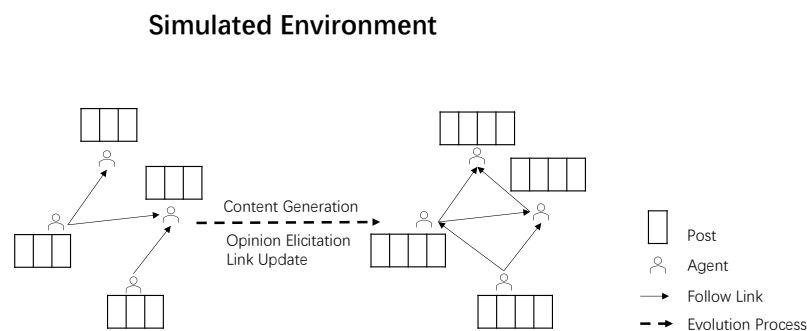 Simulated Environment
Content Generation
Opinion Elicitation
Link Update
Post
Agent
Follow Link
Evolution Process